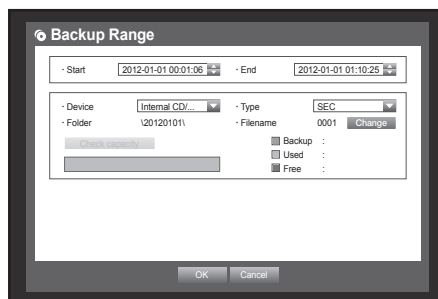 Backup Range
· Start 2012-01-01 00:01:06 · End 2012-01-01 01:10:25
· Device Internal CD/... · Type SEC
· Folder \20120101\ · Filename 0001 Change
Check capacity
Backup :
Used :
Free :
OK Cancel